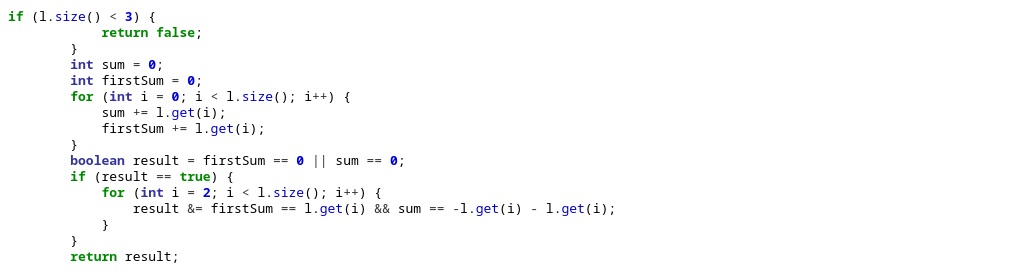 if (l.size() < 3) {
            return false;
        }
        int sum = 0;
        int firstSum = 0;
        for (int i = 0; i < l.size(); i++) {
            sum += l.get(i);
            firstSum += l.get(i);
        }
        boolean result = firstSum == 0 || sum == 0;
        if (result == true) {
            for (int i = 2; i < l.size(); i++) {
                result &= firstSum == l.get(i) && sum == -l.get(i) - l.get(i);
            }
        }
        return result;